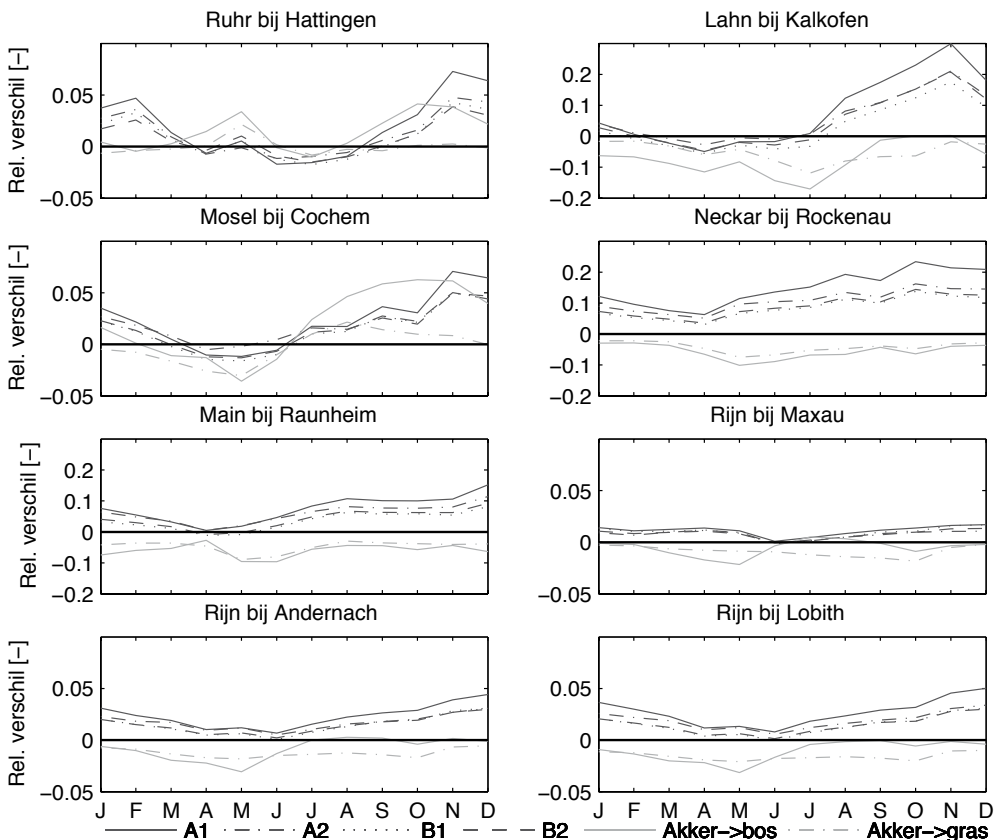 Ruhr bij Hattingen
Lahn bij Kalkofen
Rel. verschil [−]
0.05
0
−0.05
0.2
0.1
0
−0.1
−0.2
Mosel bij Cochem
Neckar bij Rockenau
Rel. verschil [−]
0.05
0
−0.05
0.2
0.1
0
−0.1
−0.2
Main bij Raunheim
Rijn bij Maxau
Rel. verschil [−]
0.2
0.1
0
−0.1
−0.2
0.05
0
−0.05
Rijn bij Andernach
Rijn bij Lobith
Rel. verschil [−]
0.05
0
−0.05
0.05
0
−0.05
J F M A M J J A S O N D
J F M A M J J A S O N D
A1 A2 B1 B2 Akker−>bos Akker−>gras